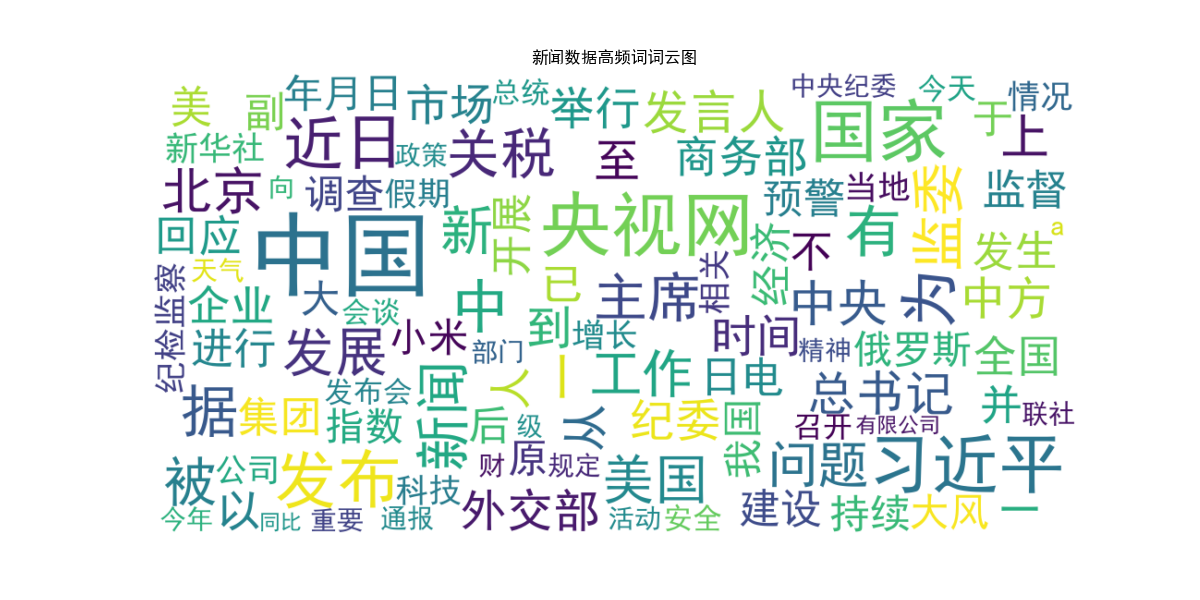 新闻数据高频词词云图
美
副
年月日
市场
总统
举行
发言人
中央纪委
今天
情况
国家
于
上
新华社
近日
政策
关税
至
商务部
北京
向
调查
假期
预警
当地
监委
监督
回应
中国
新
开展
央视网
经济
不
有
发生
a
天气
纪检监察
企业
大
会谈
中
已
主席
相关
中央
为
中方
进行
发展
小米
部门
到
增长
时间
精神
俄罗斯
全国
人
一
工作
日电
总书记
并
联社
据
集团
发布会
指数
新闻
后
级
从
纪委
我国
召开
有限公司
被
公司
发布
科技
财
原
规定
美国
问题
习近平
今年
以
同比
重要
通报
外交部
活动
安全
建设
持续
大风
一